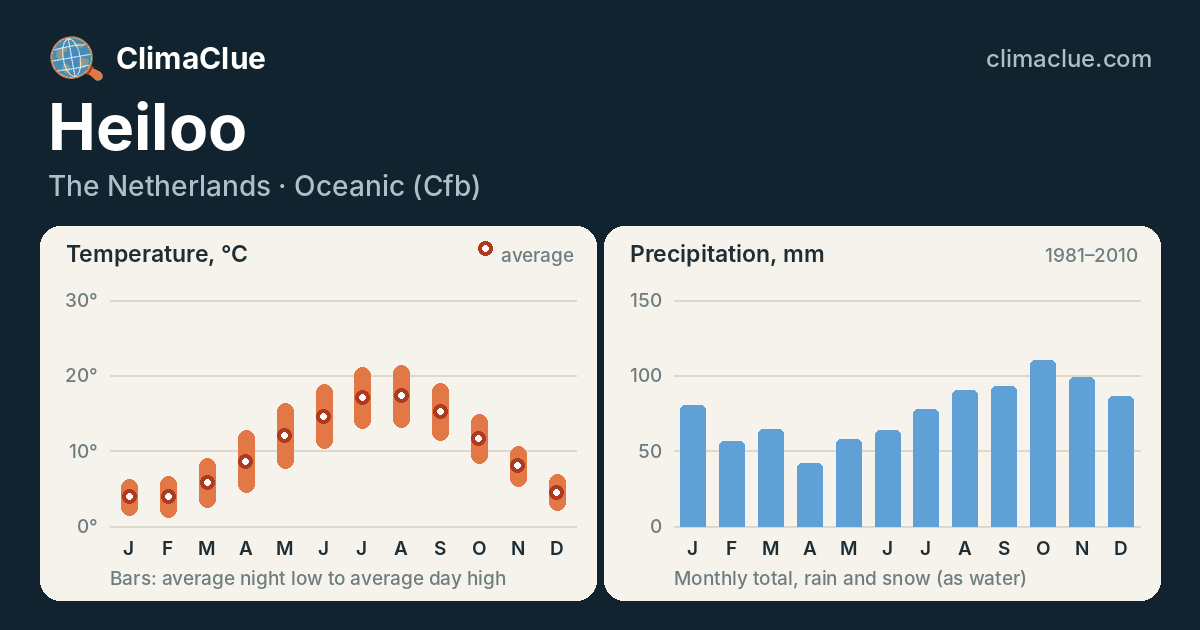 ClimaClue
climaclue.com
Heiloo
The Netherlands · Oceanic (Cfb)
Temperature, °C
average
30°
20°
10°
0°
J F M A M J J A S O N D
Bars: average night low to average day high
Precipitation, mm
1981–2010
150
100
50
0
J F M A M J J A S O N D
Monthly total, rain and snow (as water)